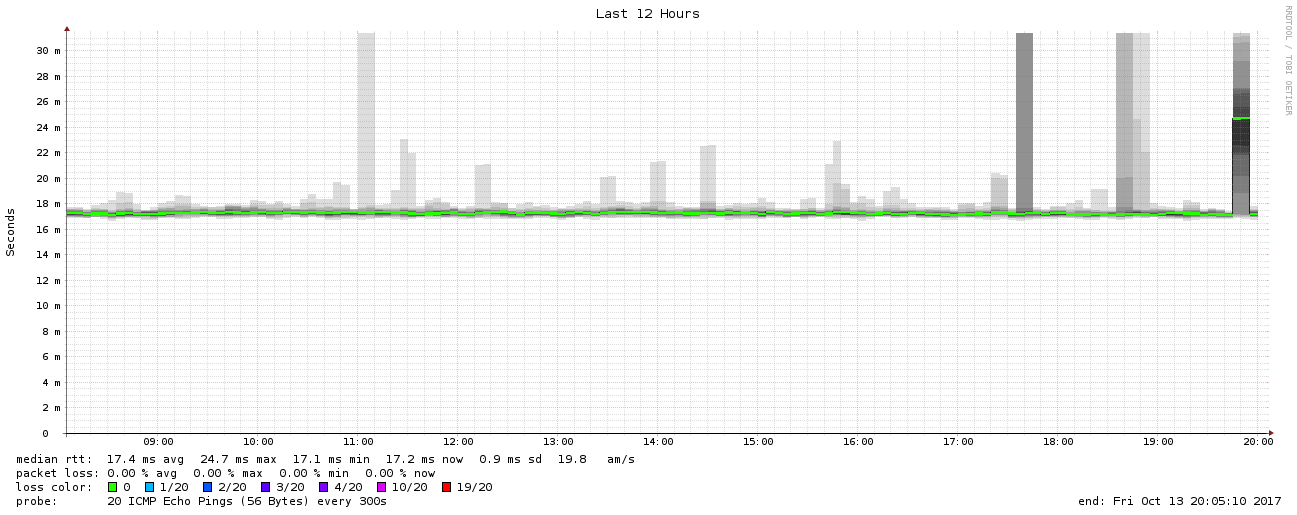 Last 12 Hours
RRDTOOL / TOBI OETIKER
Seconds
30 m
28 m
26 m
24 m
22 m
20 m
18 m
16 m
14 m
12 m
10 m
8 m
6 m
4 m
2 m
0
09:00 10:00 11:00 12:00 13:00 14:00 15:00 16:00 17:00 18:00 19:00 20:00
median rtt: 17.4 ms avg 24.7 ms max 17.1 ms min 17.2 ms now 0.9 ms sd 19.8 am/s
packet loss: 0.00 % avg 0.00 % max 0.00 % min 0.00 % now
loss color: 0 1/20 2/20 3/20 4/20 10/20 19/20
probe: 20 ICMP Echo Pings (56 Bytes) every 300s end: Fri Oct 13 20:05:10 2017